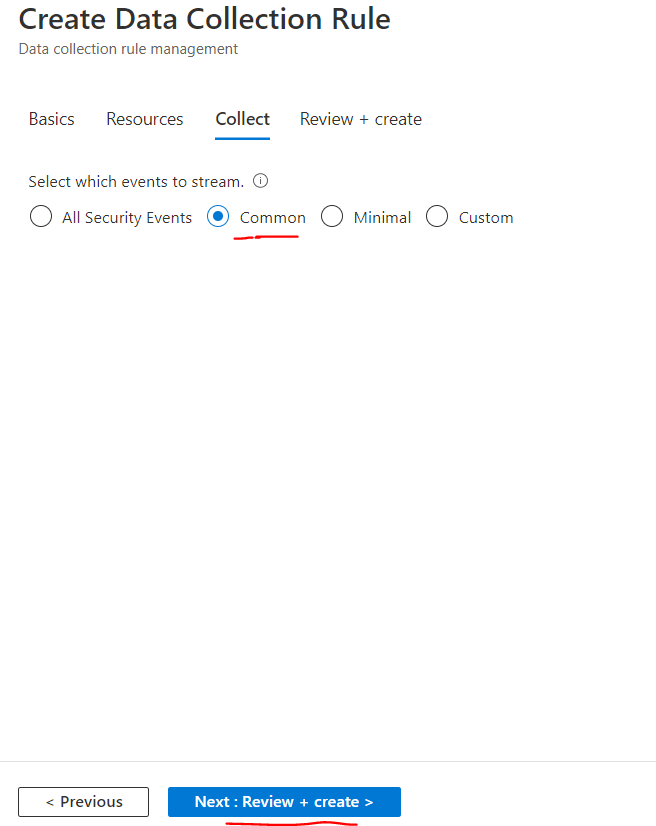 Create Data Collection Rule
Data collection rule management
Basics Resources Collect Review + create
Select which events to stream.
All Security Events Common Minimal Custom
< Previous Next : Review + create >